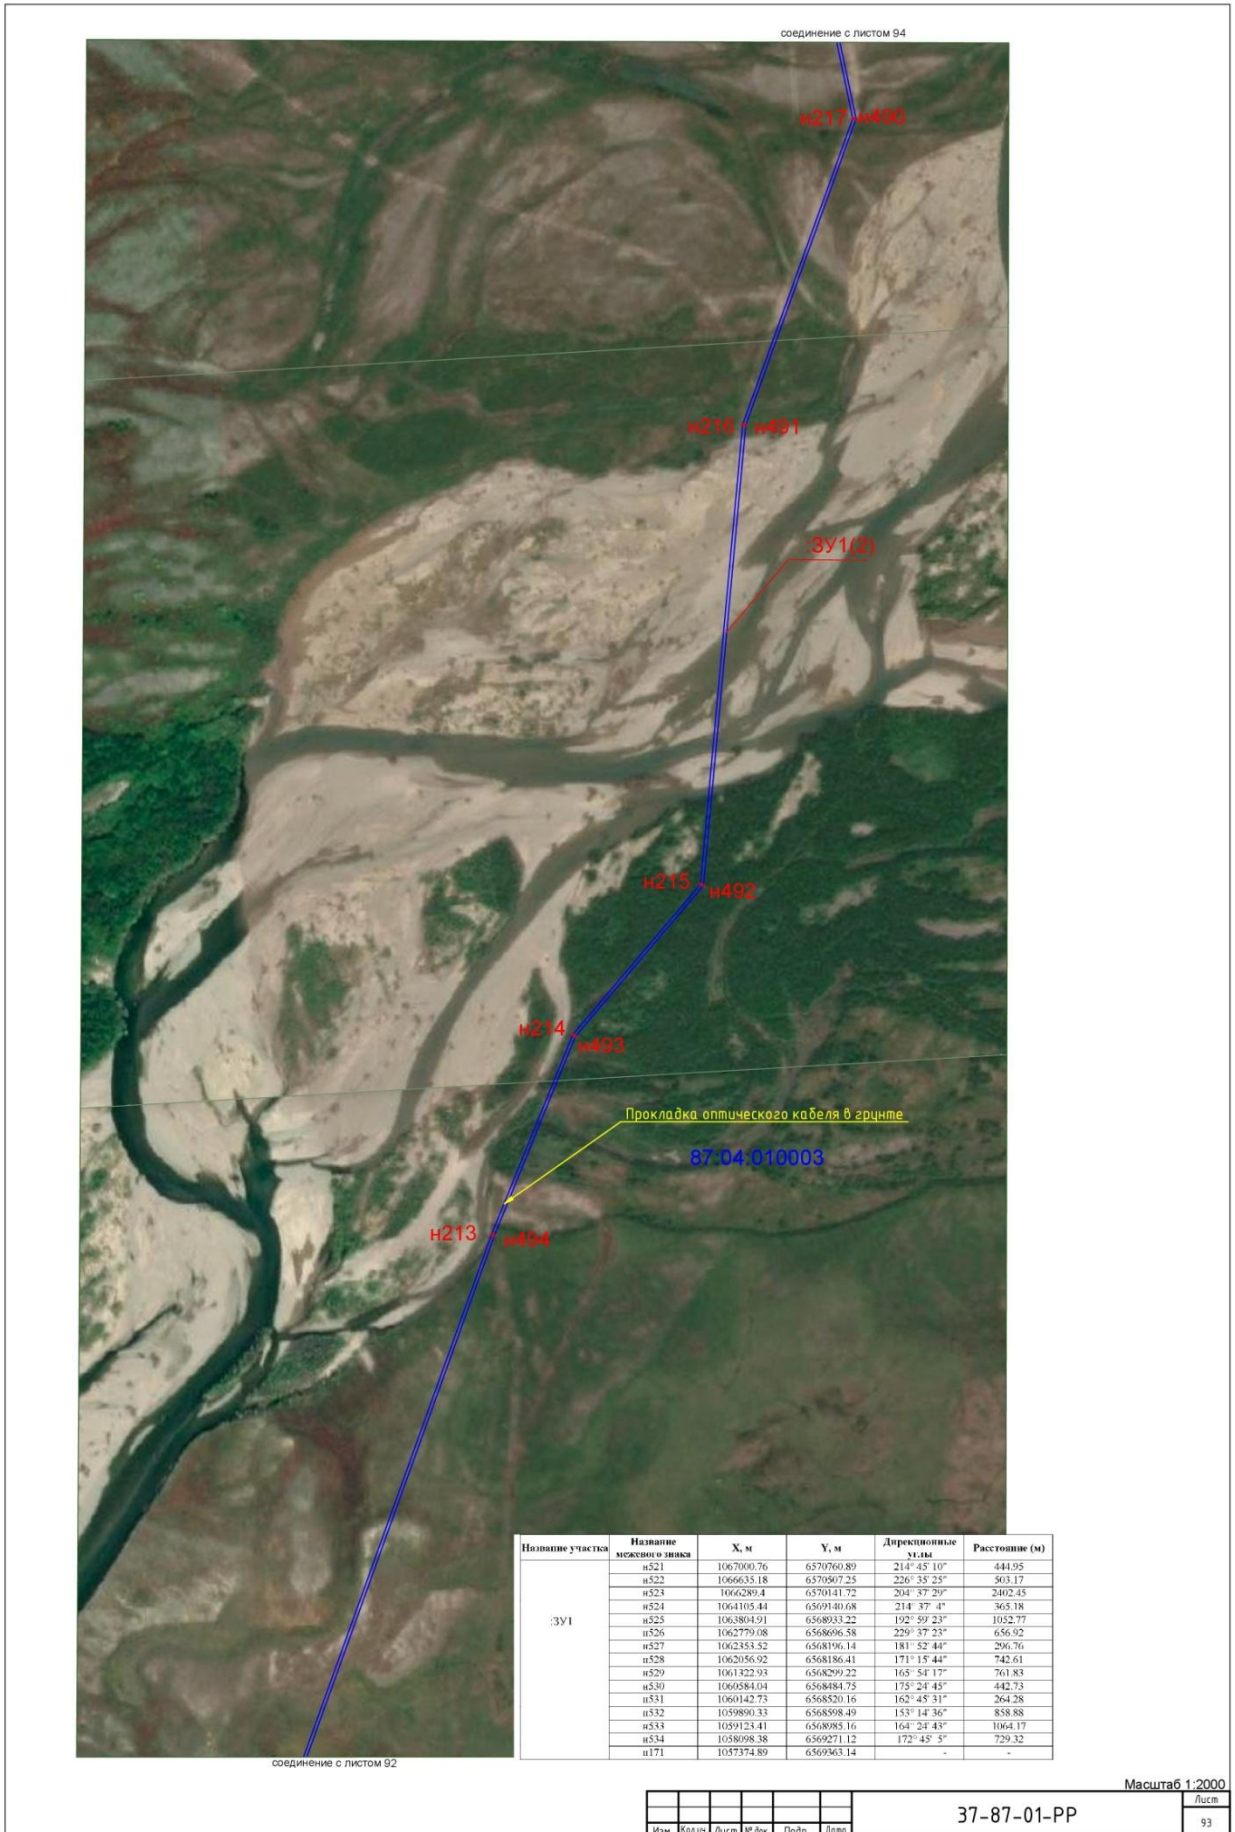 соединение с листом 94
н217 н490
н216 н491
:ЗУ1(2)
н215 н492
н214
н493
Прокладка оптического кабеля в грунте
87:04:010003
н213 н494
Название участка Название межевого знака X, м Y, м Дирекционные углы Расстояние (м)
:ЗУ1
н521 1067000.76 6570760.89 214° 45' 10" 444.95
н522 1066635.18 6570507.25 226° 35' 25" 503.17
н523 1066289.4 6570141.72 204° 37' 29" 2402.45
н524 1064105.44 6569140.68 214° 37' 4" 365.18
н525 1063804.91 6568933.22 192° 59' 23" 1052.77
н526 1062779.08 6568696.58 229° 37' 23" 656.92
н527 1062353.52 6568196.14 181° 52' 44" 296.76
н528 1062056.92 6568186.41 171° 15' 44" 742.61
н529 1061322.93 6568299.22 165° 54' 17" 761.83
н530 1060584.04 6568484.75 175° 24' 45" 442.73
н531 1060142.73 6568520.16 162° 45' 31" 264.28
н532 1059890.33 6568598.49 153° 14' 36" 858.88
н533 1059123.41 6568985.16 164° 24' 43" 1064.17
н534 1058098.38 6569271.12 172° 45' 5" 729.32
н171 1057374.89 6569363.14 - -
соединение с листом 92
Масштаб 1:2000
37-87-01-РР
Лист
93
Изм. Кол.уч Лист № док. Подп. Дата